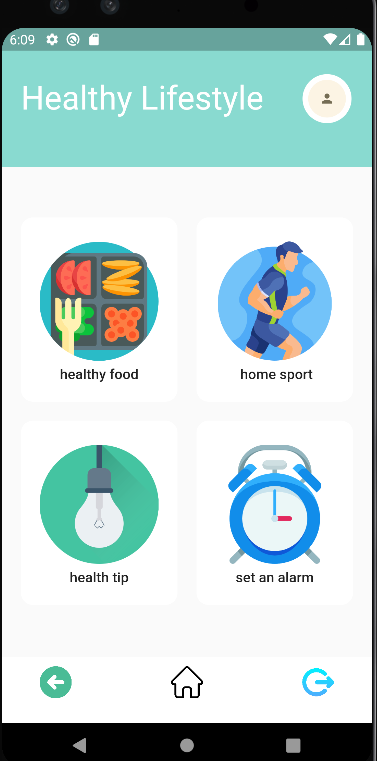 6:09
Healthy Lifestyle
healthy food
home sport
health tip
set an alarm